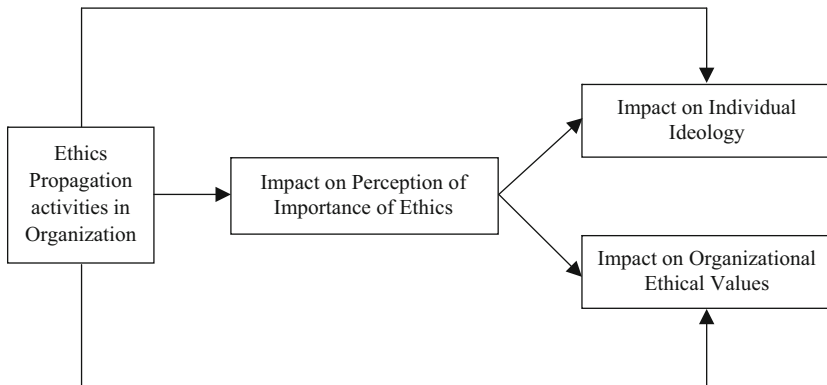 Ethics
Propagation
activities in
Organization
Impact on Perception of
Importance of Ethics
Impact on Individual
Ideology
Impact on Organizational
Ethical Values